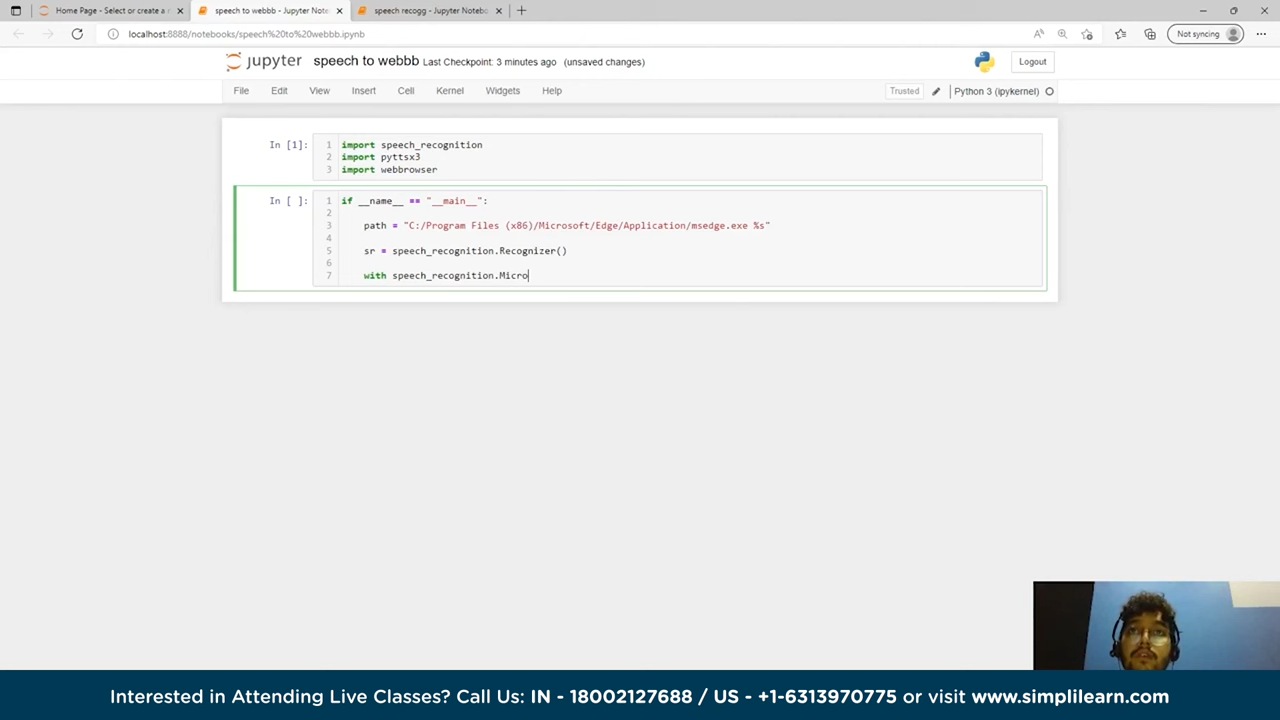 Home Page - Select or create a n
speech to webbb - Jupyter Note
speech recogg - Jupyter Notebo
localhost:8888/notebooks/speech%20to%20webbb.ipynb
Not syncing
jupyter speech to webbb Last Checkpoint: 3 minutes ago (unsaved changes)
Logout
File Edit View Insert Cell Kernel Widgets Help
Trusted
Python 3 (ipykernel)
In [1]:
1 import speech_recognition
2 import pyttsx3
3 import webbrowser
In [ ]:
1 if __name__ == "__main__":
2
3 path = "C:/Program Files (x86)/Microsoft/Edge/Application/msedge.exe %s"
4
5 sr = speech_recognition.Recognizer()
6
7 with speech_recognition.Micro
Interested in Attending Live Classes? Call Us: IN - 18002127688 / US - +1-6313970775 or visit www.simplilearn.com